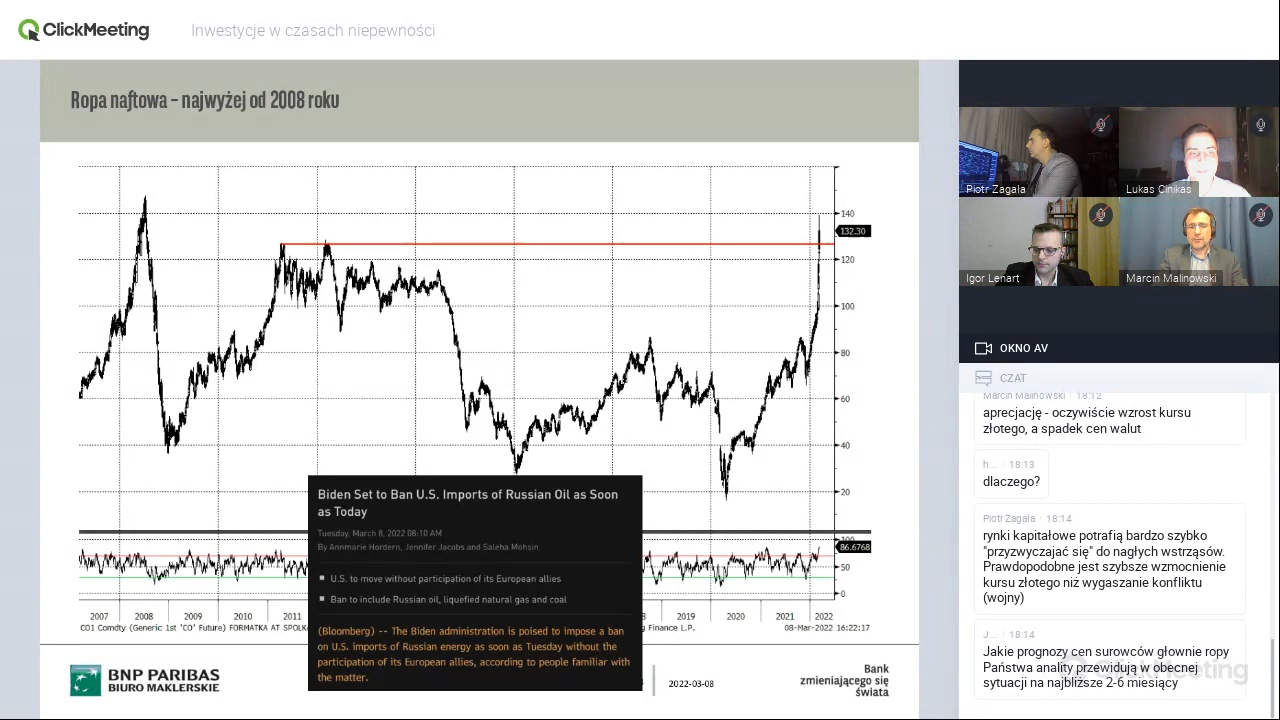 ClickMeeting
Inwestycje w czasach niepewności
Ropa naftowa – najwyżej od 2008 roku
140
132.30
120
100
80
60
40
20
100
86.6768
50
0
2007 2008 2009 2010 2011 2019 2020 2021 2022
CO1 Comdty (Generic 1st 'CO' Future) FORMATKA AT SPOLK
g Finance L.P.
08-Mar-2022 16:22:17
Biden Set to Ban U.S. Imports of Russian Oil as Soon
as Today
Tuesday, March 8, 2022 08:10 AM
By Annmarie Hordern, Jennifer Jacobs and Saleha Mohsin
U.S. to move without participation of its European allies
Ban to include Russian oil, liquefied natural gas and coal
(Bloomberg) -- The Biden administration is poised to impose a ban
on U.S. imports of Russian energy as soon as Tuesday without the
participation of its European allies, according to people familiar with
the matter.
BNP PARIBAS
BIURO MAKLERSKIE
2022-03-08
Bank
zmieniającego się
świata
Piotr Zagała
Lukas Cinikas
Igor Lenart
Marcin Malinowski
OKNO AV
CZAT
Marcin Malinowski · 18:12
aprecjację - oczywiście wzrost kursu
złotego, a spadek cen walut
h... · 18:13
dlaczego?
Piotr Zagała · 18:14
rynki kapitałowe potrafią bardzo szybko
"przyzwyczajać się" do nagłych wstrząsów.
Prawdopodobne jest szybsze wzmocnienie
kursu złotego niż wygaszanie konfliktu
(wojny)
J... · 18:14
Jakie prognozy cen surowców głownie ropy
Państwa anality przewidują w obecnej
sytuacji na najbliższe 2-6 miesiący
ClickMeeting